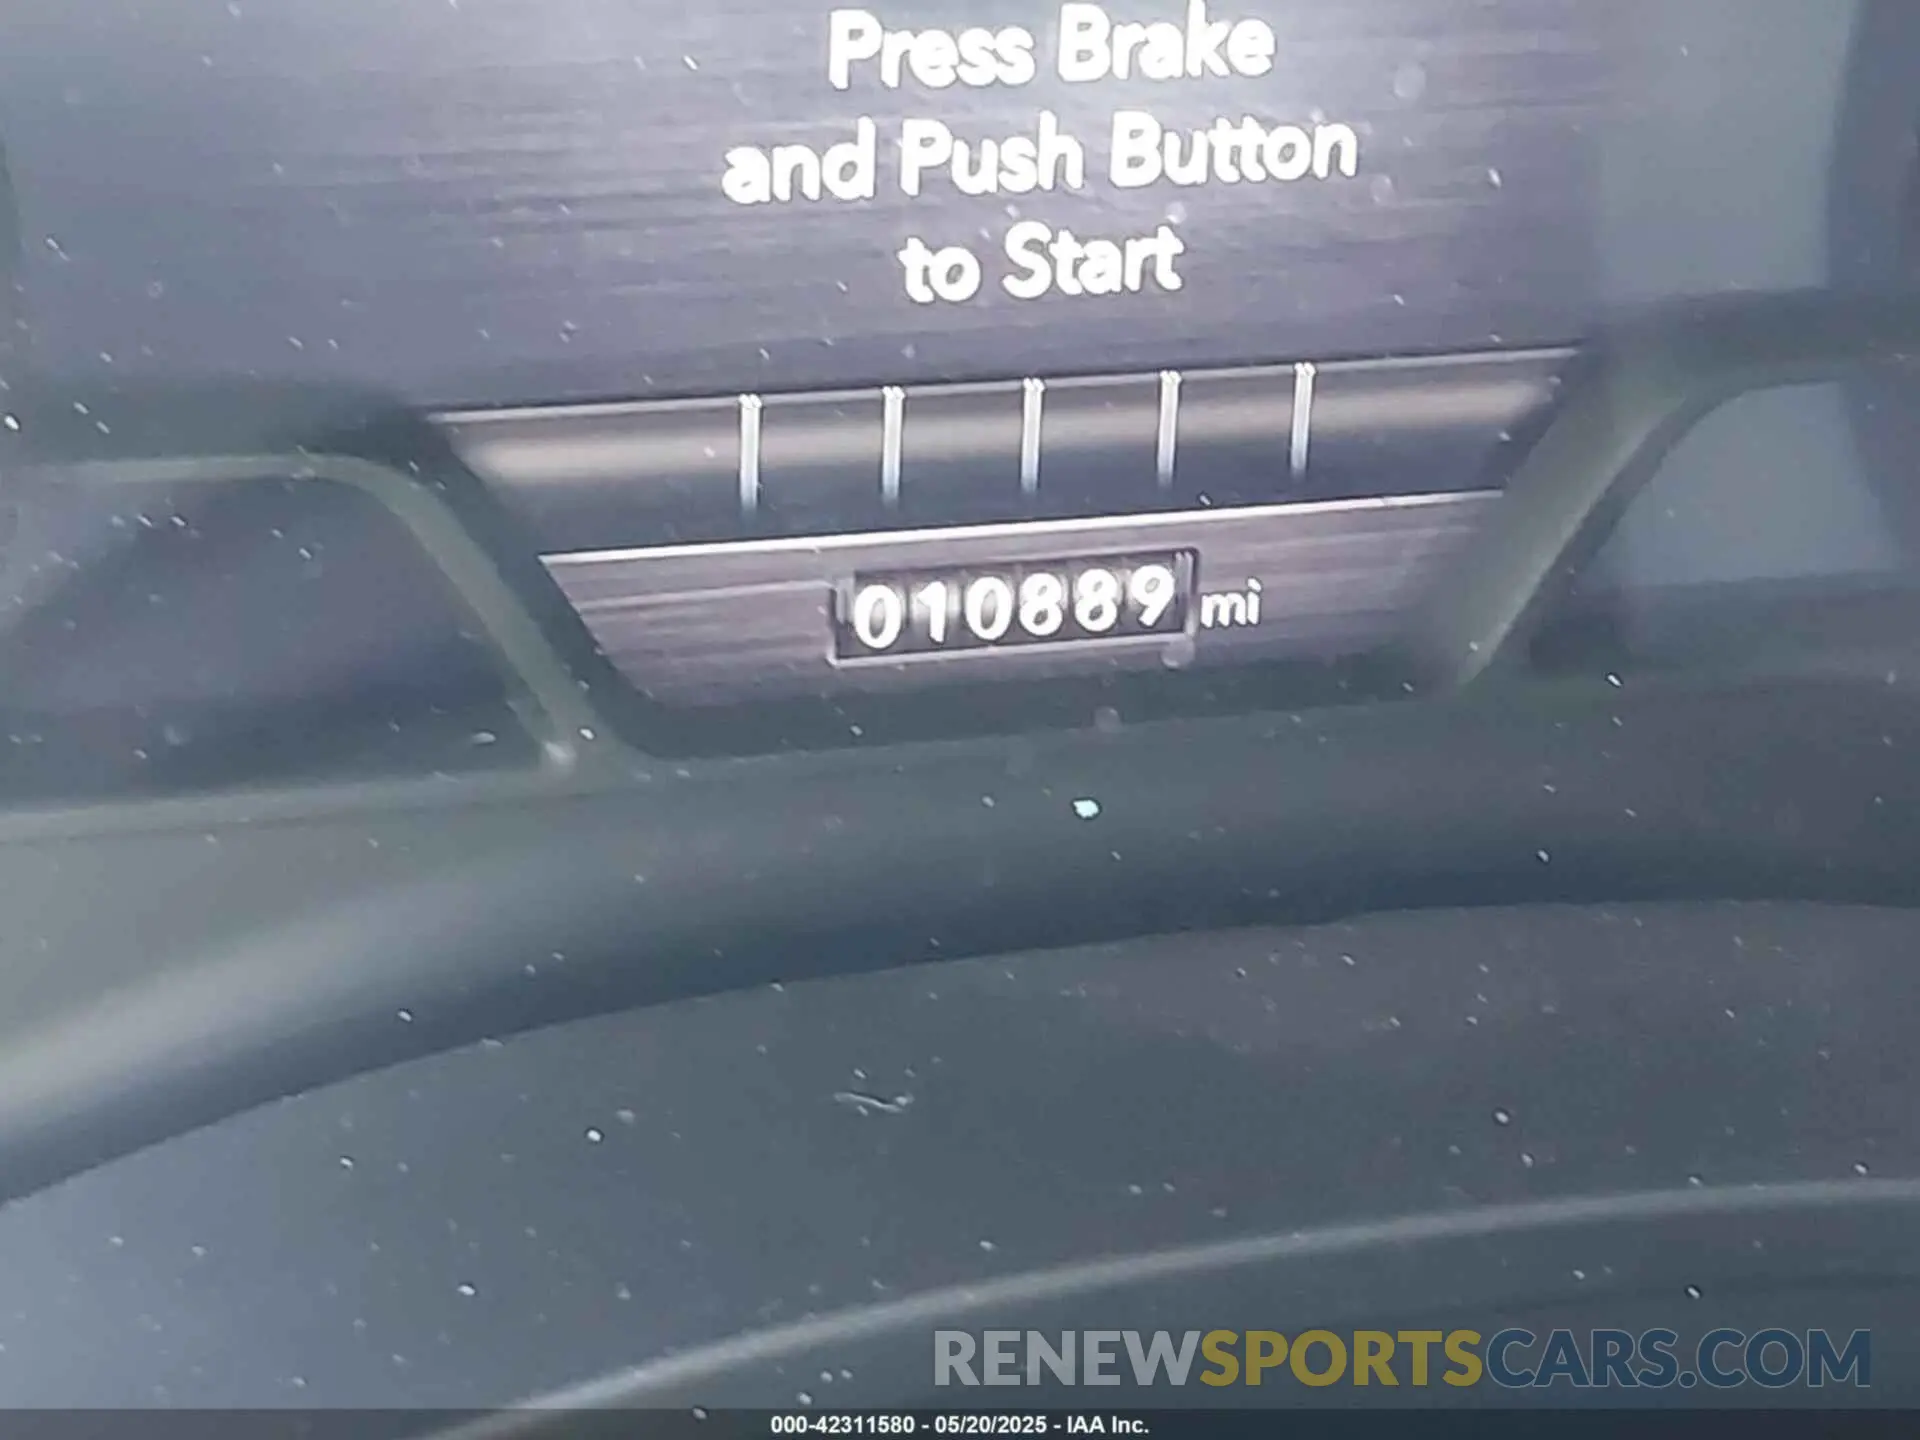 Press Brake
and Push Button
to Start
010889 mi
RENEWSPORTSCARS.COM
000-42311580 - 05/20/2025 - IAA Inc.